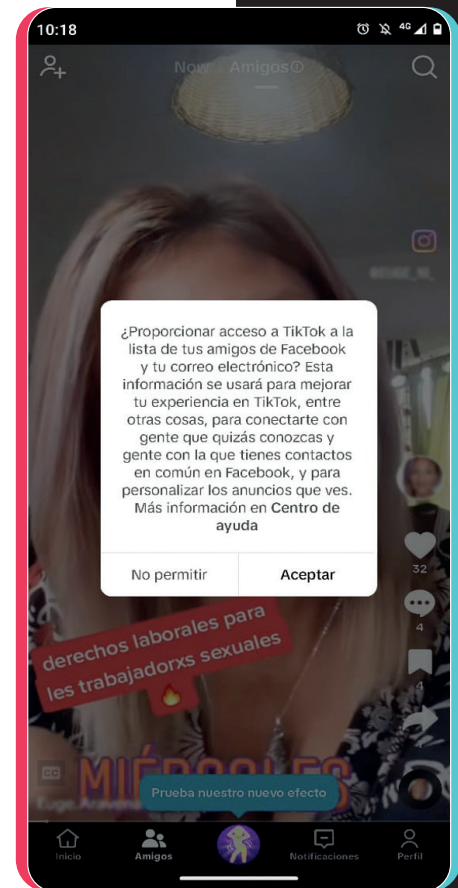 10:18
4G
Now
Amigos
¿Proporcionar acceso a TikTok a la
lista de tus amigos de Facebook
y tu correo electrónico? Esta
información se usará para mejorar
tu experiencia en TikTok, entre
otras cosas, para conectarte con
gente que quizás conozcas y
gente con la que tienes contactos
en común en Facebook, y para
personalizar los anuncios que ves.
Más información en Centro de
ayuda
No permitir
Aceptar
32
4
4
derechos laborales para
les trabajadorxs sexuales
CC
MIÉRCOLES
Prueba nuestro nuevo efecto
Inicio
Amigos
Notificaciones
Perfil